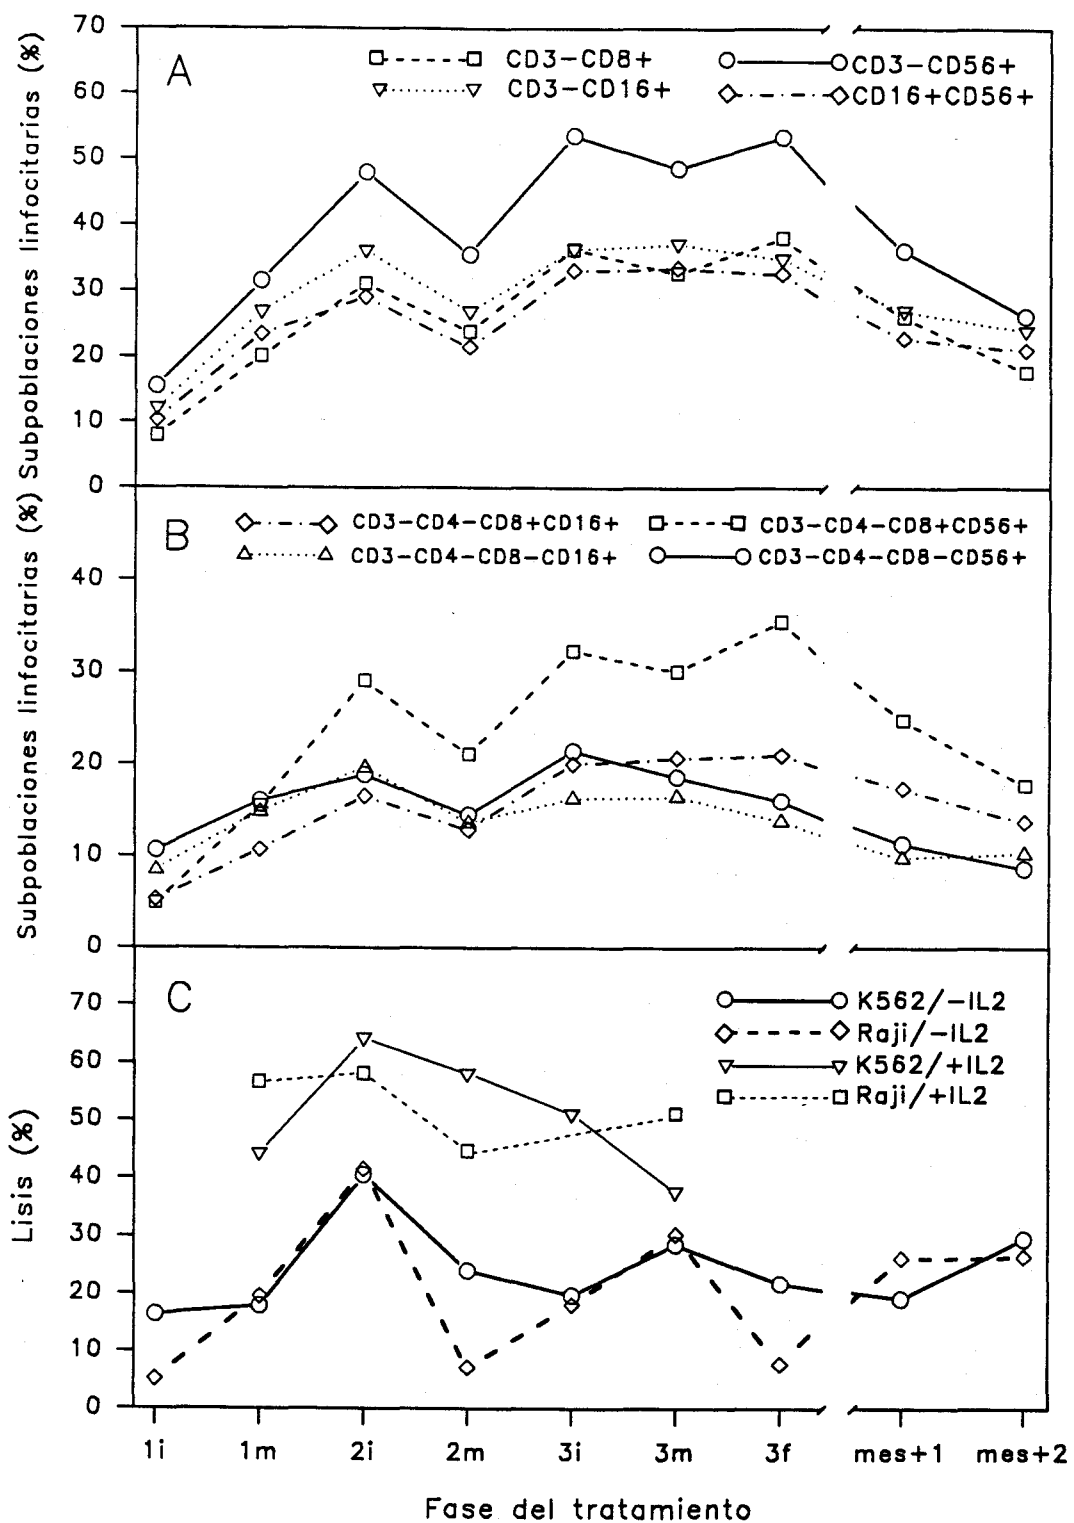 Subpoblaciones linfocitarias (%)
70
60
50
40
30
20
10
0
A
CD3-CD8+
CD3-CD16+
CD3-CD56+
CD16+CD56+
Subpoblaciones linfocitarias (%)
40
30
20
10
0
B
CD3-CD4-CD8+CD16+
CD3-CD4-CD8-CD16+
CD3-CD4-CD8+CD56+
CD3-CD4-CD8-CD56+
Lisis (%)
70
60
50
40
30
20
10
0
C
K562/-IL2
Raji/-IL2
K562/+IL2
Raji/+IL2
1i 1m 2i 2m 3i 3m 3f mes+1 mes+2
Fase del tratamiento